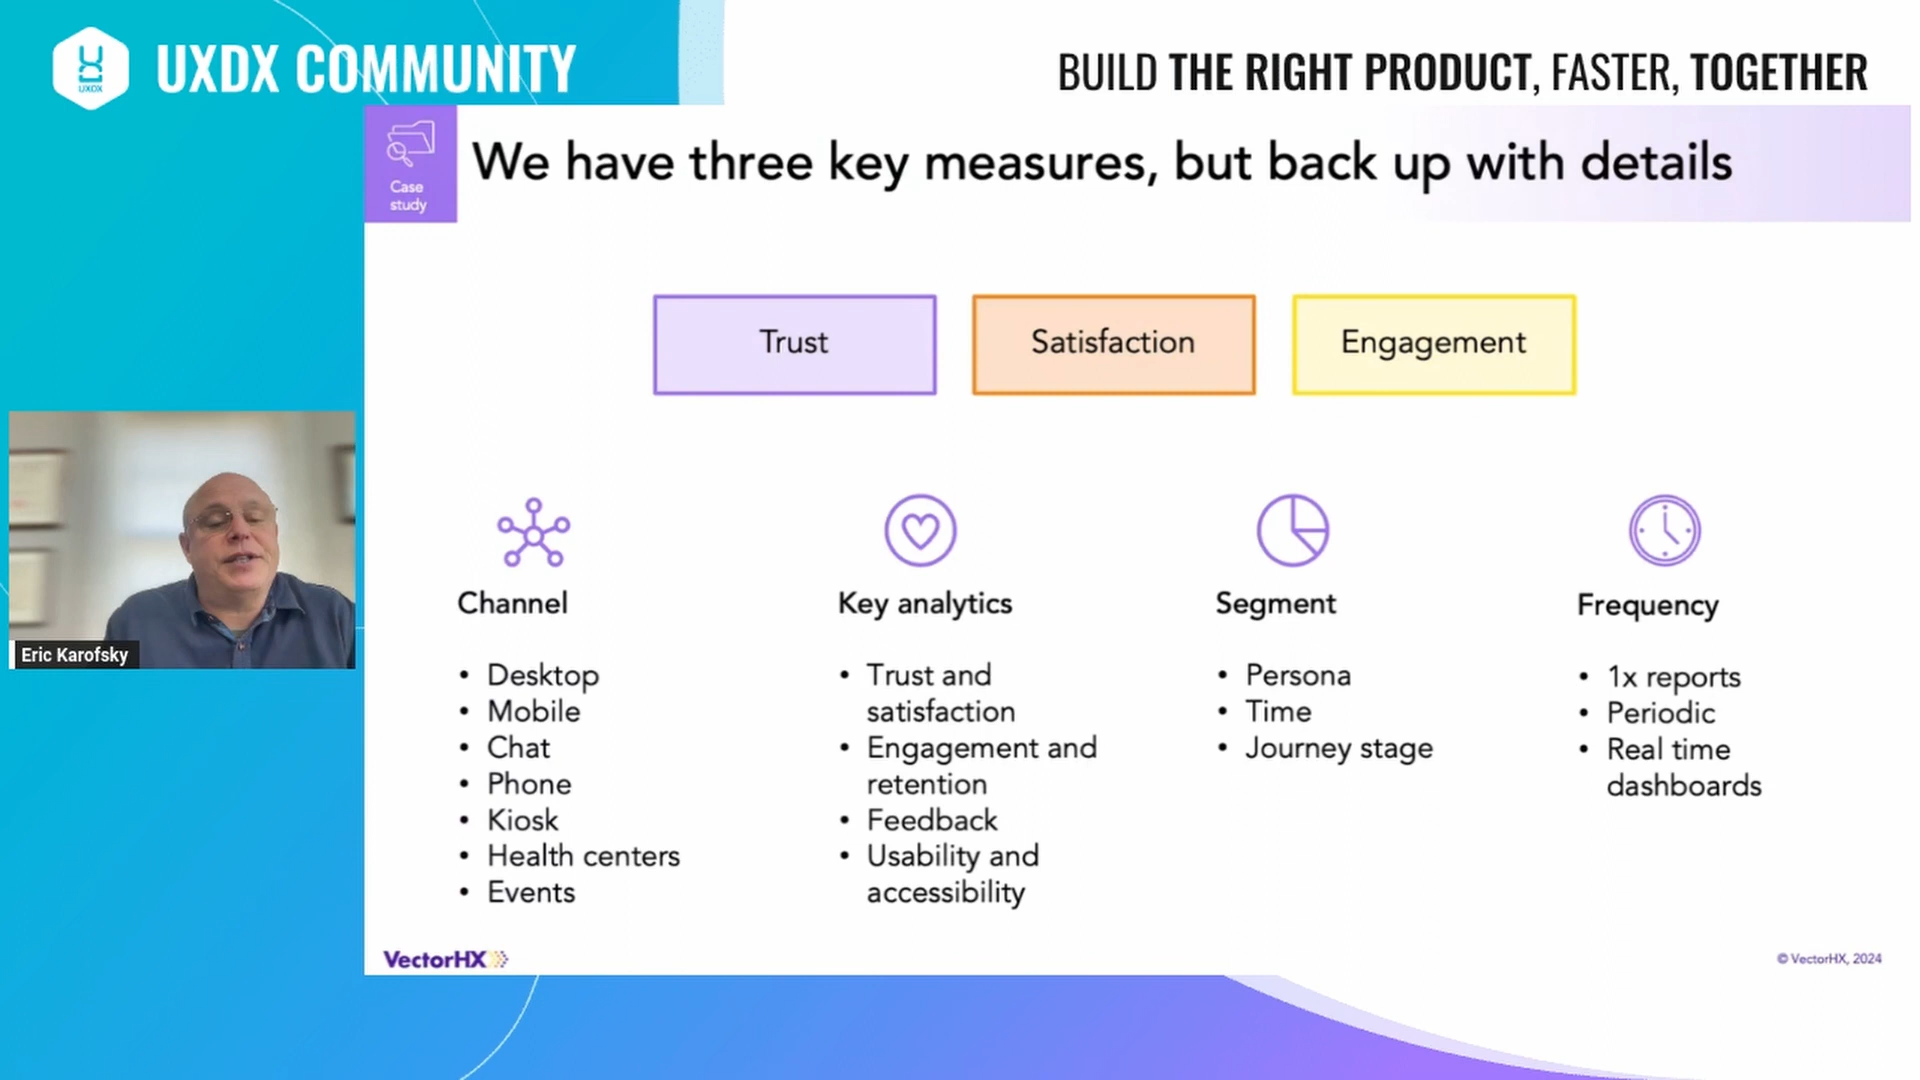 UXDX
UXDX COMMUNITY
BUILD THE RIGHT PRODUCT, FASTER, TOGETHER
Case
study
We have three key measures, but back up with details
Trust
Satisfaction
Engagement
Eric Karofsky
Channel
• Desktop
• Mobile
• Chat
• Phone
• Kiosk
• Health centers
• Events
Key analytics
• Trust and
satisfaction
• Engagement and
retention
• Feedback
• Usability and
accessibility
Segment
• Persona
• Time
• Journey stage
Frequency
• 1x reports
• Periodic
• Real time
dashboards
VectorHX
© VectorHX, 2024